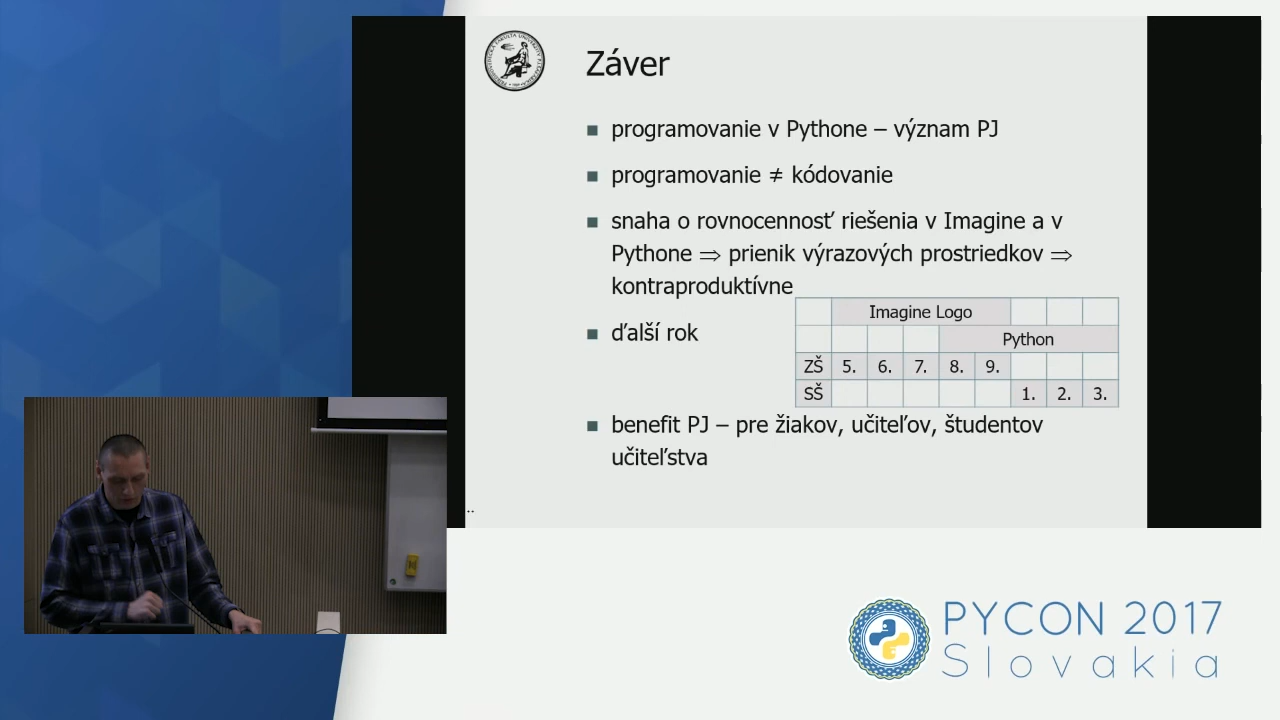 Záver
programovanie v Pythone – význam PJ
programovanie ≠ kódovanie
snaha o rovnocennosť riešenia v Imagine a v
Pythone ⇒ prienik výrazových prostriedkov ⇒
kontraproduktívne
ďalší rok
Imagine Logo
Python
ZŠ 5. 6. 7. 8. 9.
SŠ 1. 2. 3.
benefit PJ – pre žiakov, učiteľov, študentov
učiteľstva
PYCON 2017
Slovakia